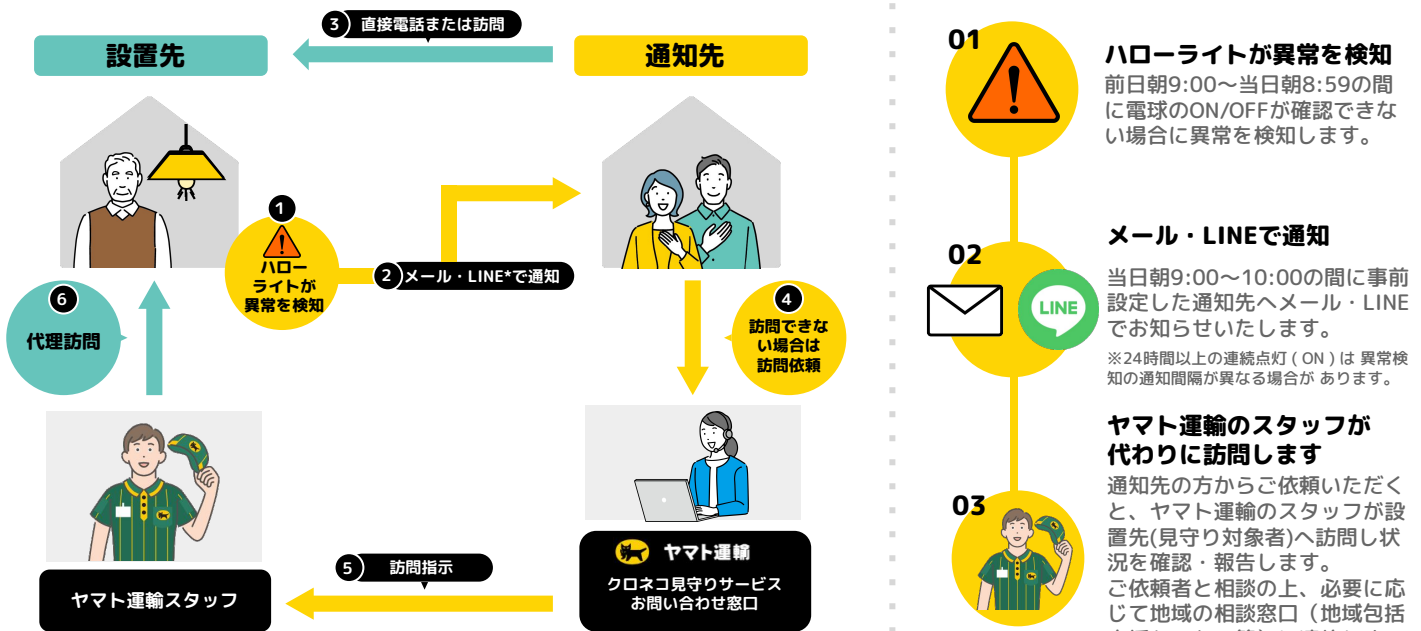 3 直接電話または訪問
設置先
通知先
1
ハロー
ライトが
異常を検知
2 メール・LINE*で通知
6
代理訪問
4
訪問できな
い場合は
訪問依頼
ヤマト運輸
クロネコ見守りサービス
お問い合わせ窓口
5 訪問指示
ヤマト運輸スタッフ
01
ハローライトが異常を検知
前日朝9:00〜当日朝8:59の間
に電球のON/OFFが確認できな
い場合に異常を検知します。
02
LINE
メール・LINEで通知
当日朝9:00〜10:00の間に事前
設定した通知先へメール・LINE
でお知らせいたします。
※24時間以上の連続点灯 ( ON ) は 異常検
知の通知間隔が異なる場合が あります。
03
ヤマト運輸のスタッフが
代わりに訪問します
通知先の方からご依頼いただく
と、ヤマト運輸のスタッフが設
置先(見守り対象者)へ訪問し状
況を確認・報告します。
ご依頼者と相談の上、必要に応
じて地域の相談窓口（地域包括